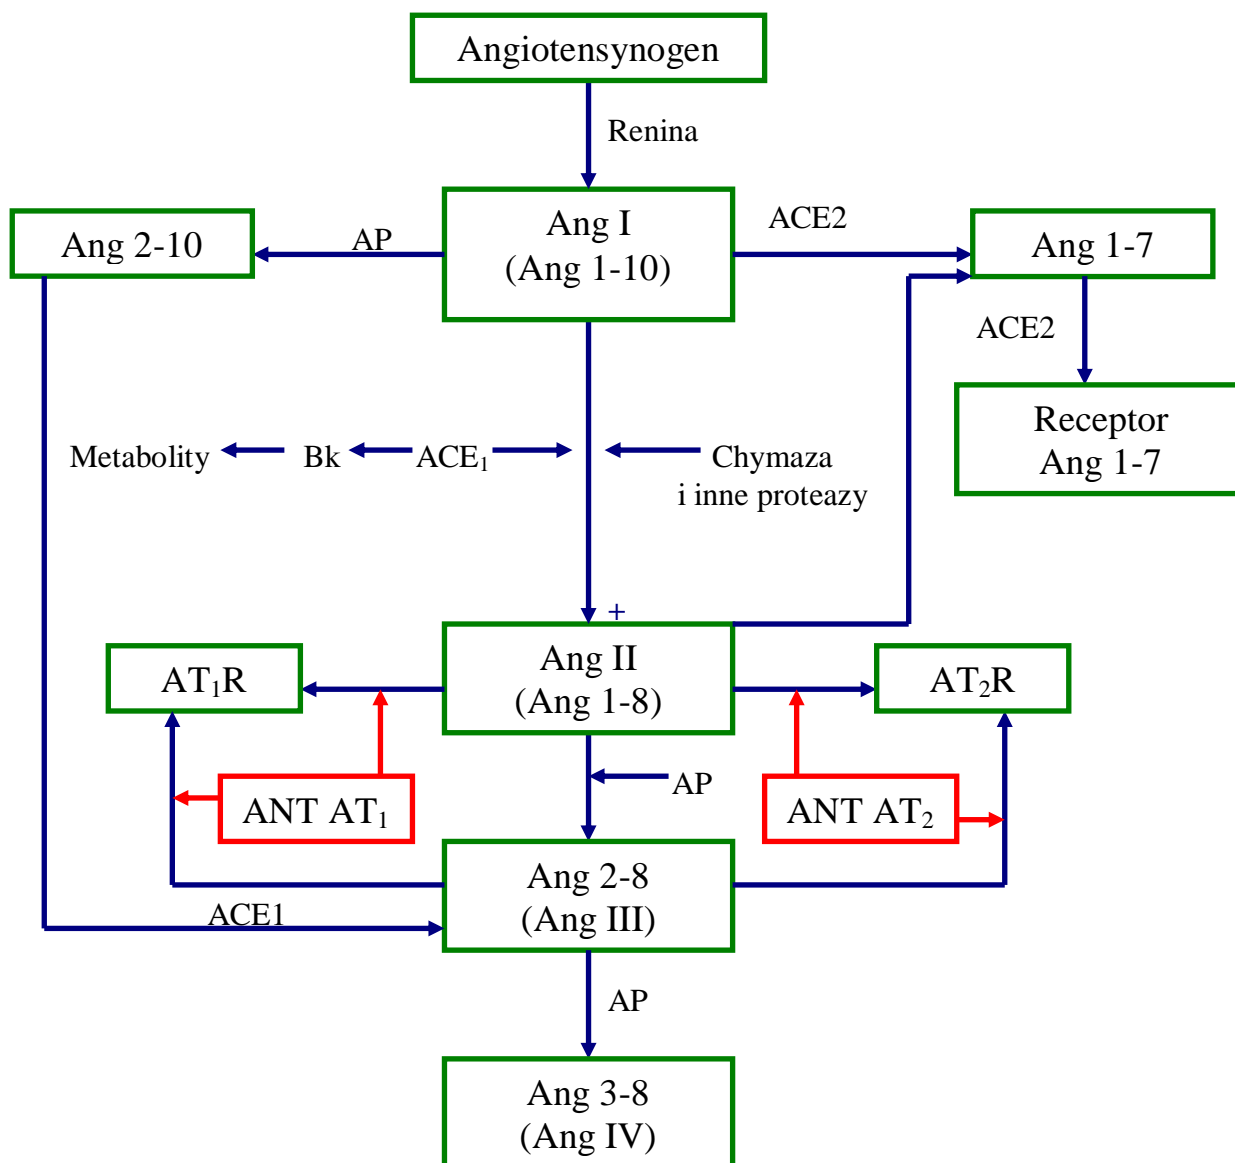 Angiotensynogen
Renina
Ang I
(Ang 1-10)
ACE2
Ang 2-10
AP
Ang 1-7
ACE2
Receptor
Ang 1-7
Metabolity
Bk
ACE₁
Chymaza
i inne proteazy
+
Ang II
(Ang 1-8)
AT₁R
AT₂R
AP
ANT AT₁
ANT AT₂
Ang 2-8
(Ang III)
ACE1
AP
Ang 3-8
(Ang IV)